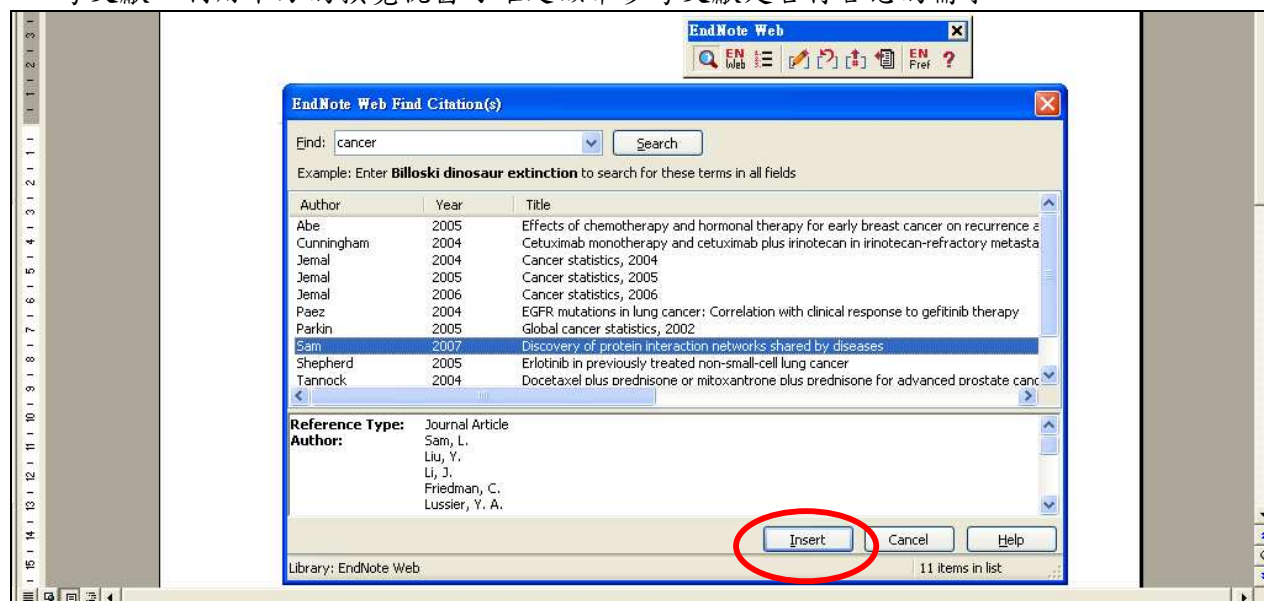 EndNote Web
EN Web EN Pref ?
EndNote Web Find Citation(s)
Find: cancer Search
Example: Enter Billoski dinosaur extinction to search for these terms in all fields
Author Year Title
Abe 2005 Effects of chemotherapy and hormonal therapy for early breast cancer on recurrence a
Cunningham 2004 Cetuximab monotherapy and cetuximab plus irinotecan in irinotecan-refractory metasta
Jemal 2004 Cancer statistics, 2004
Jemal 2005 Cancer statistics, 2005
Jemal 2006 Cancer statistics, 2006
Paez 2004 EGFR mutations in lung cancer: Correlation with clinical response to gefitinib therapy
Parkin 2005 Global cancer statistics, 2002
Sam 2007 Discovery of protein interaction networks shared by diseases
Shepherd 2005 Erlotinib in previously treated non-small-cell lung cancer
Tannock 2004 Docetaxel plus prednisone or mitoxantrone plus prednisone for advanced prostate canc
Reference Type: Journal Article
Author: Sam, L.
Liu, Y.
Li, J.
Friedman, C.
Lussier, Y. A.
Insert Cancel Help
Library: EndNote Web 11 items in list